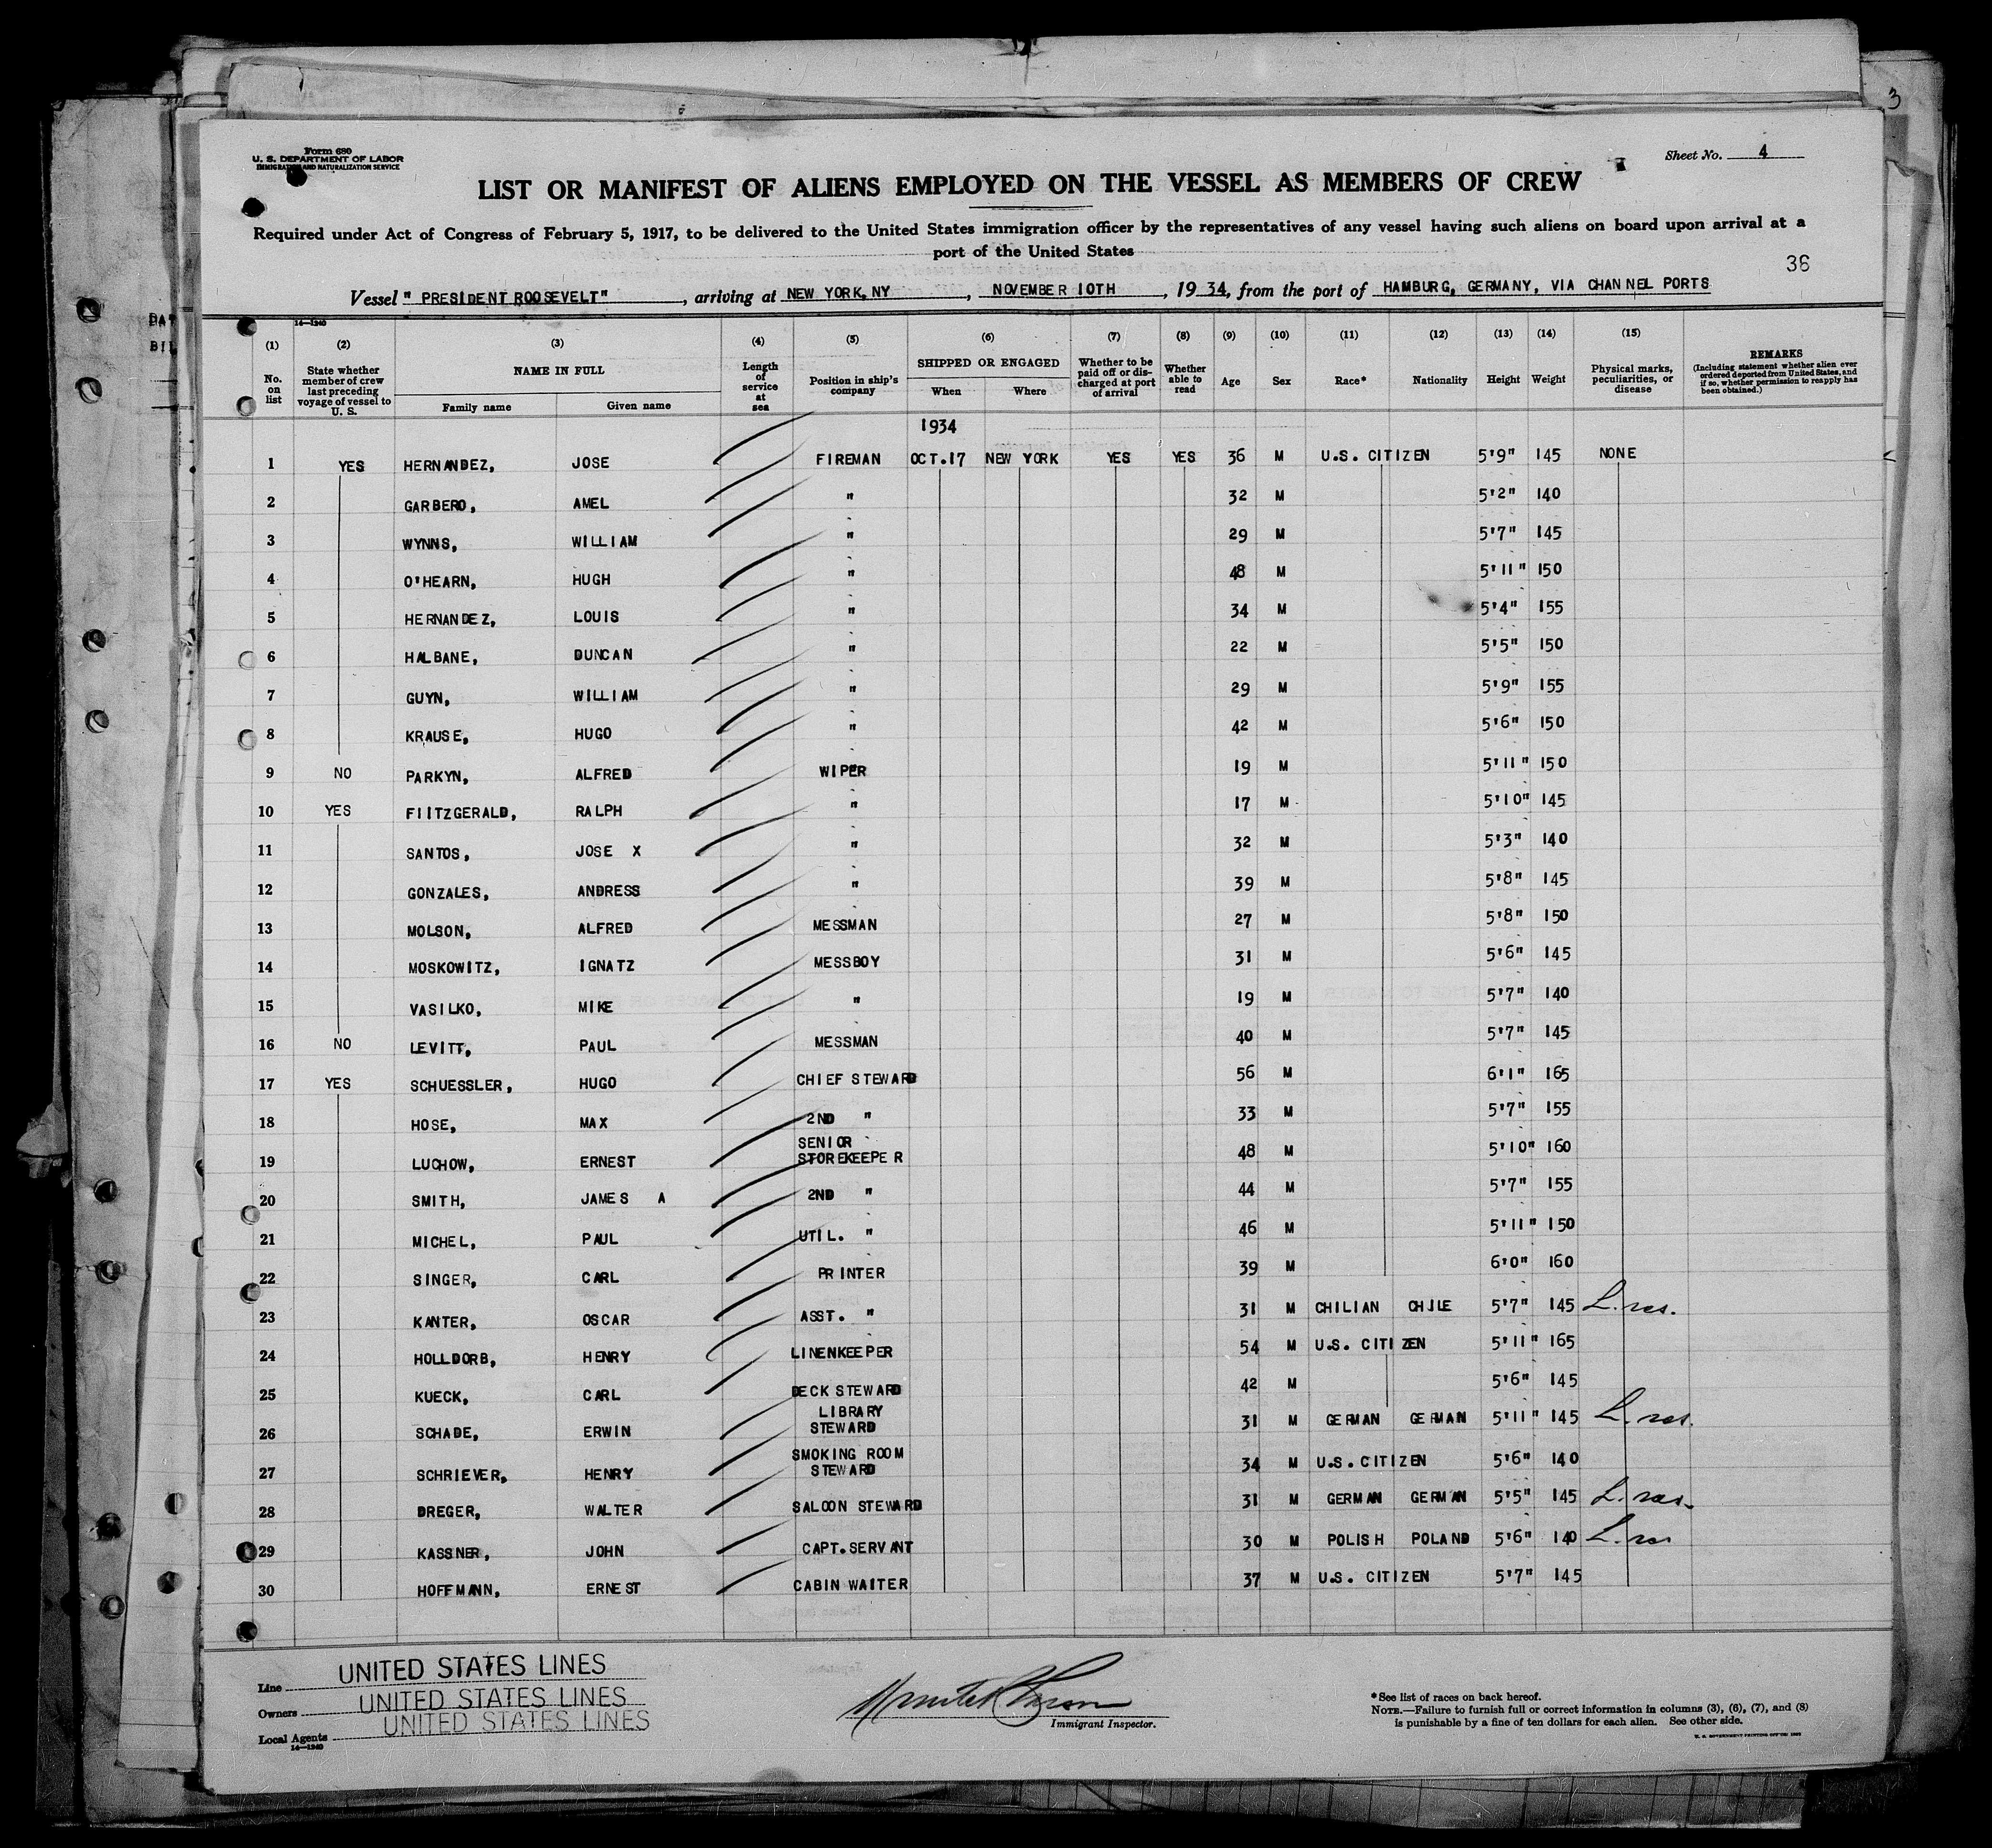 3
Form 680
U. S. DEPARTMENT OF LABOR
IMMIGRATION AND NATURALIZATION SERVICE
Sheet No. 4
LIST OR MANIFEST OF ALIENS EMPLOYED ON THE VESSEL AS MEMBERS OF CREW
Required under Act of Congress of February 5, 1917, to be delivered to the United States immigration officer by the representatives of any vessel having such aliens on board upon arrival at a
port of the United States
36
Vessel " PRESIDENT ROOSEVELT" , arriving at NEW YORK, NY , NOVEMBER 10TH , 19 34, from the port of HAMBURG, GERMANY, VIA CHANNEL PORTS
14—1240
(1) (2) (3) (4) (5) (6) (7) (8) (9) (10) (11) (12) (13) (14) (15)
No. on list State whether member of crew last preceding voyage of vessel to U. S. NAME IN FULL Family name Given name Length of service at sea Position in ship's company SHIPPED OR ENGAGED When Where Whether to be paid off or discharged at port of arrival Whether able to read Age Sex Race* Nationality Height Weight Physical marks, peculiarities, or disease REMARKS (Including statement whether alien ever ordered deported from United States, and if so, whether permission to reapply has been obtained.)
1934
1 YES HERNANDEZ, JOSE FIREMAN OCT.17 NEW YORK YES YES 36 M U.S. CITIZEN 5'9" 145 NONE
2 GARBERO, AMEL " 32 M 5'2" 140
3 WYNNS, WILLIAM " 29 M 5'7" 145
4 O'HEARN, HUGH " 48 M 5'11" 150
5 HERNANDEZ, LOUIS " 34 M 5'4" 155
6 HALBANE, DUNCAN " 22 M 5'5" 150
7 GUYN, WILLIAM " 29 M 5'9" 155
8 KRAUSE, HUGO " 42 M 5'6" 150
9 NO PARKYN, ALFRED WIPER 19 M 5'11" 150
10 YES FIITZGERALD, RALPH " 17 M 5'10" 145
11 SANTOS, JOSE X " 32 M 5'3" 140
12 GONZALES, ANDRESS " 39 M 5'8" 145
13 MOLSON, ALFRED MESSMAN 27 M 5'8" 150
14 MOSKOWITZ, IGNATZ MESSBOY 31 M 5'6" 145
15 VASILKO, MIKE " 19 M 5'7" 140
16 NO LEVITT, PAUL MESSMAN 40 M 5'7" 145
17 YES SCHUESSLER, HUGO CHIEF STEWARD 56 M 6'1" 165
18 HOSE, MAX 2ND " 33 M 5'7" 155
19 LUCHOW, ERNEST SENIOR STOREKEEPER 48 M 5'10" 160
20 SMITH, JAMES A 2ND " 44 M 5'7" 155
21 MICHEL, PAUL UTIL. " 46 M 5'11" 150
22 SINGER, CARL PRINTER 39 M 6'0" 160
23 KANTER, OSCAR ASST. " 31 M CHILIAN CHILE 5'7" 145 L. res.
24 HOLLDORB, HENRY LINENKEEPER 54 M U.S. CITIZEN 5'11" 165
25 KUECK, CARL DECK STEWARD 42 M 5'6" 145
26 SCHADE, ERWIN LIBRARY STEWARD 31 M GERMAN GERMAN 5'11" 145 L. res.
27 SCHRIEVER, HENRY SMOKING ROOM STEWARD 34 M U.S. CITIZEN 5'6" 140
28 DREGER, WALTER SALOON STEWARD 31 M GERMAN GERMAN 5'5" 145 L. res.
29 KASSNER, JOHN CAPT. SERVANT 30 M POLISH POLAND 5'6" 140 L. res
30 HOFFMANN, ERNEST CABIN WAITER 37 M U.S. CITIZEN 5'7" 145
Line UNITED STATES LINES
Owners UNITED STATES LINES
Local Agents UNITED STATES LINES
14—1240
Immigrant Inspector.
*See list of races on back hereof.
NOTE.—Failure to furnish full or correct information in columns (3), (6), (7), and (8)
is punishable by a fine of ten dollars for each alien. See other side.